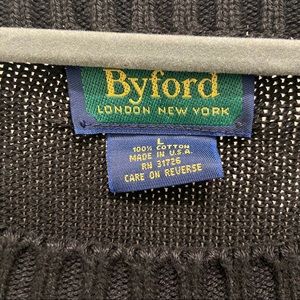 Byford
LONDON NEW YORK
L
100% COTTON
MADE IN U.S.A.
RN 31726
CARE ON REVERSE